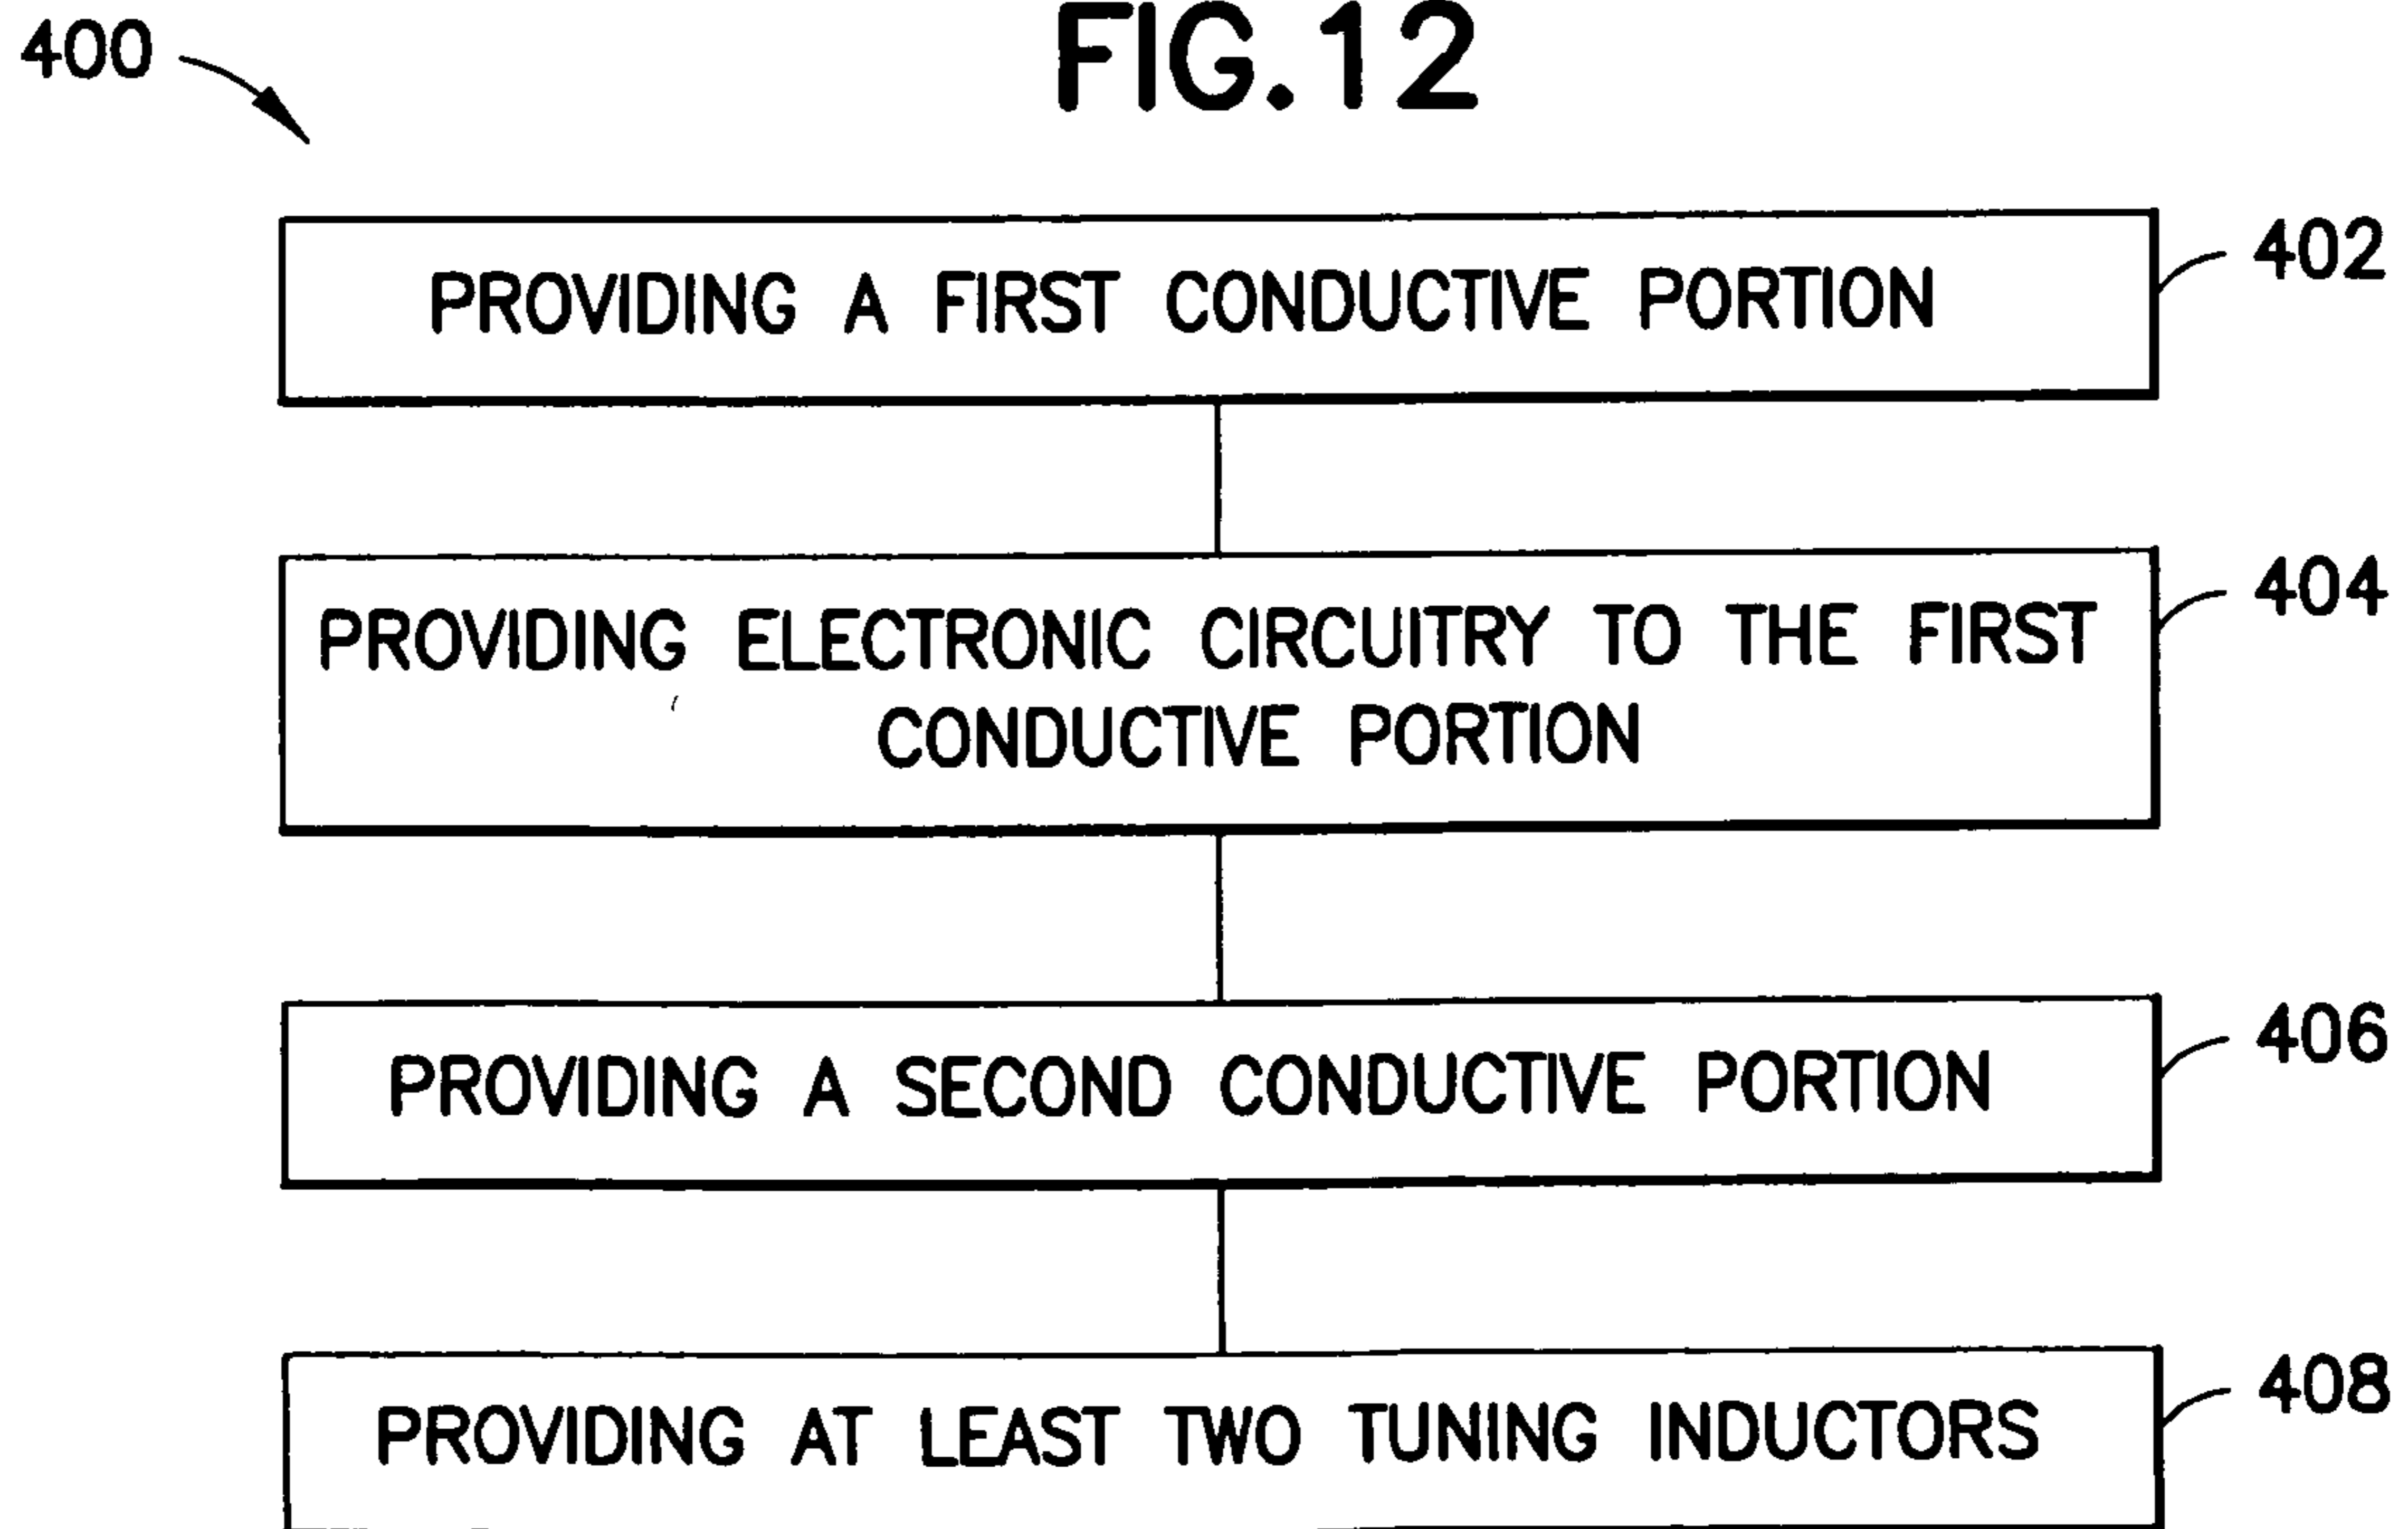 FIG.12
400
PROVIDING A FIRST CONDUCTIVE PORTION
402
PROVIDING ELECTRONIC CIRCUITRY TO THE FIRST
CONDUCTIVE PORTION
404
PROVIDING A SECOND CONDUCTIVE PORTION
406
PROVIDING AT LEAST TWO TUNING INDUCTORS
408